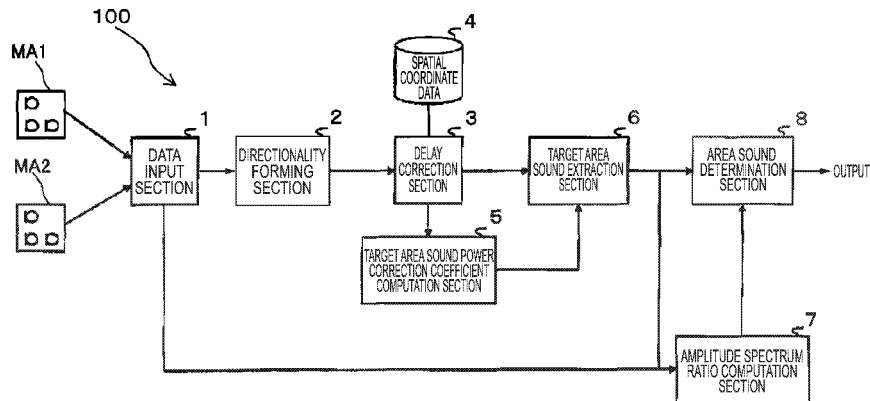 100
MA1
MA2
1
DATA
INPUT
SECTION
2
DIRECTIONALITY
FORMING
SECTION
4
SPATIAL
COORDINATE
DATA
3
DELAY
CORRECTION
SECTION
5
TARGET AREA SOUND POWER
CORRECTION COEFFICIENT
COMPUTATION SECTION
6
TARGET AREA
SOUND EXTRACTION
SECTION
8
AREA SOUND
DETERMINATION
SECTION
OUTPUT
7
AMPLITUDE SPECTRUM
RATIO COMPUTATION
SECTION